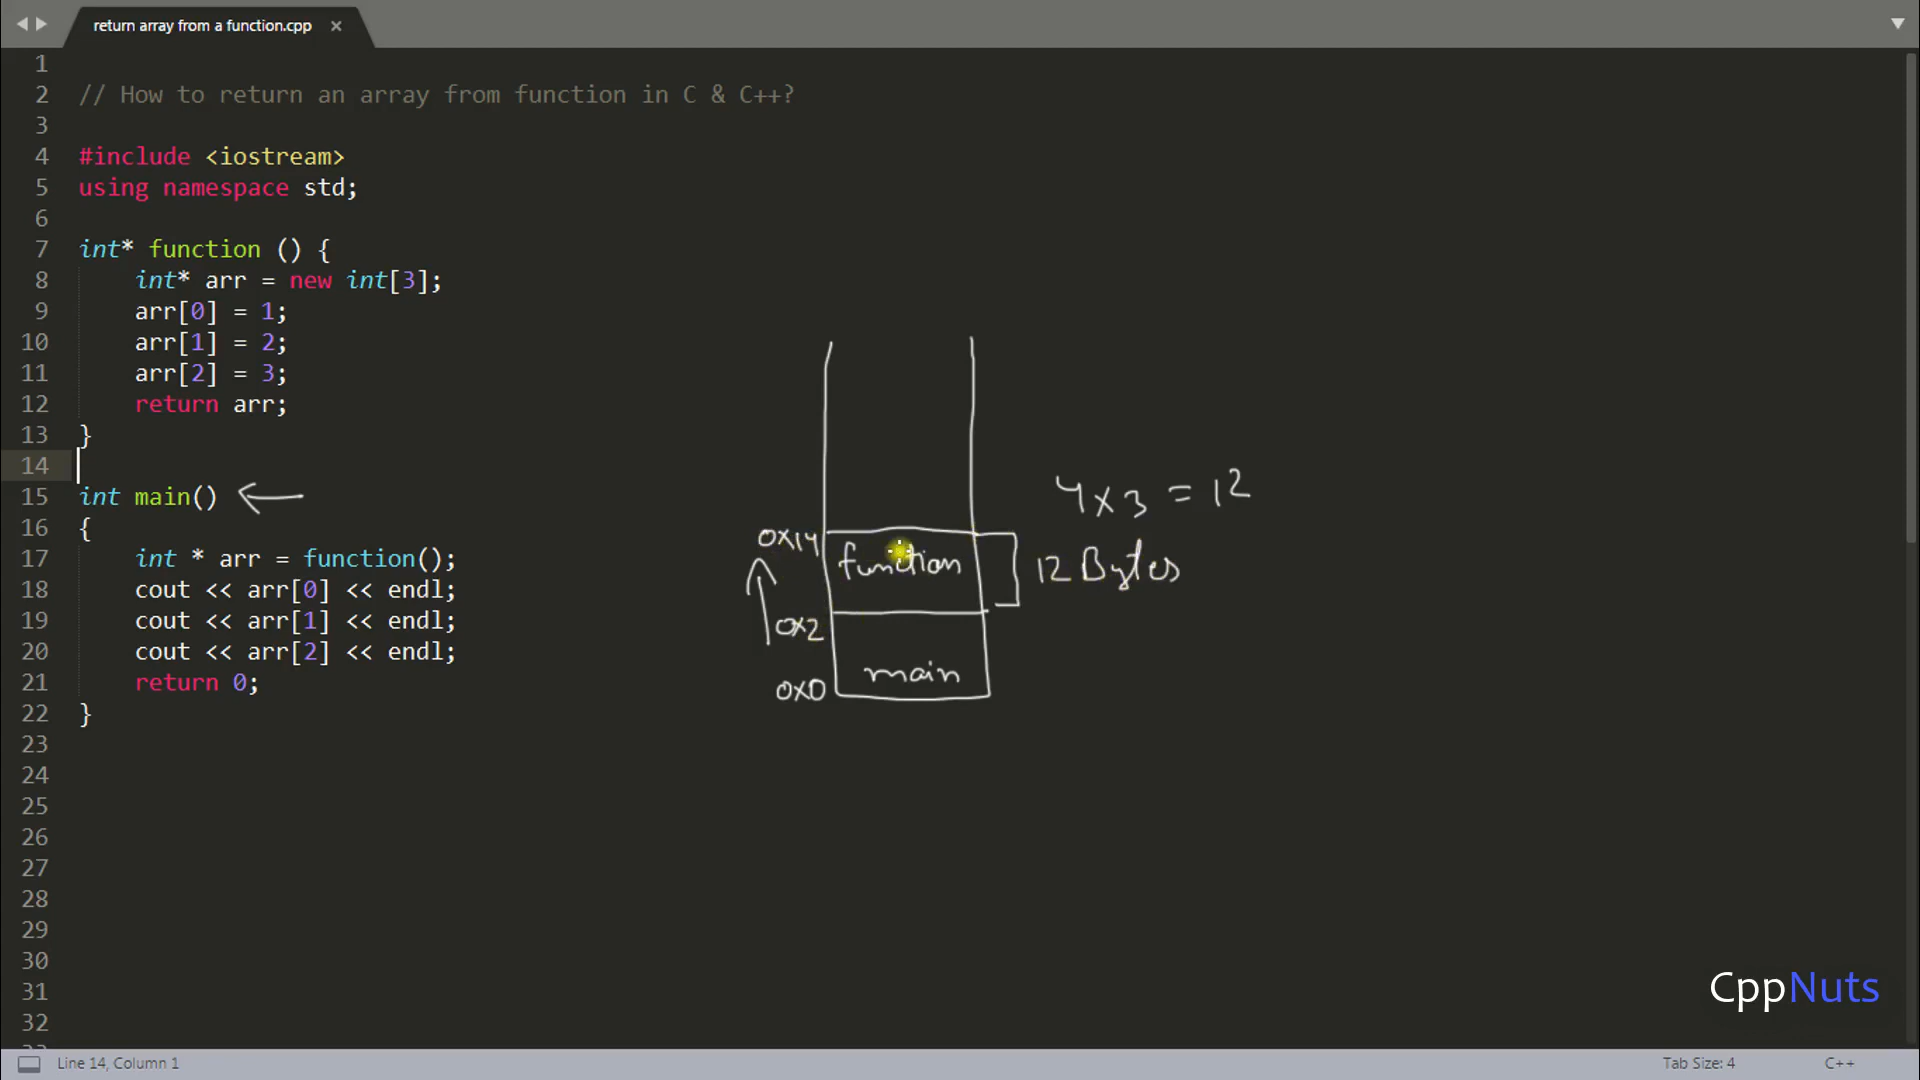 return array from a function.cpp ×
1
2 // How to return an array from function in C & C++?
3
4 #include <iostream>
5 using namespace std;
6
7 int* function () {
8 int* arr = new int[3];
9 arr[0] = 1;
10 arr[1] = 2;
11 arr[2] = 3;
12 return arr;
13 }
14
15 int main()
16 {
17 int * arr = function();
18 cout << arr[0] << endl;
19 cout << arr[1] << endl;
20 cout << arr[2] << endl;
21 return 0;
22 }
23
24
25
26
27
28
29
30
31
32
4 x 3 = 12
0x14
function
12 Bytes
0x2
main
0x0
CppNuts
Line 14, Column 1
Tab Size: 4
C++